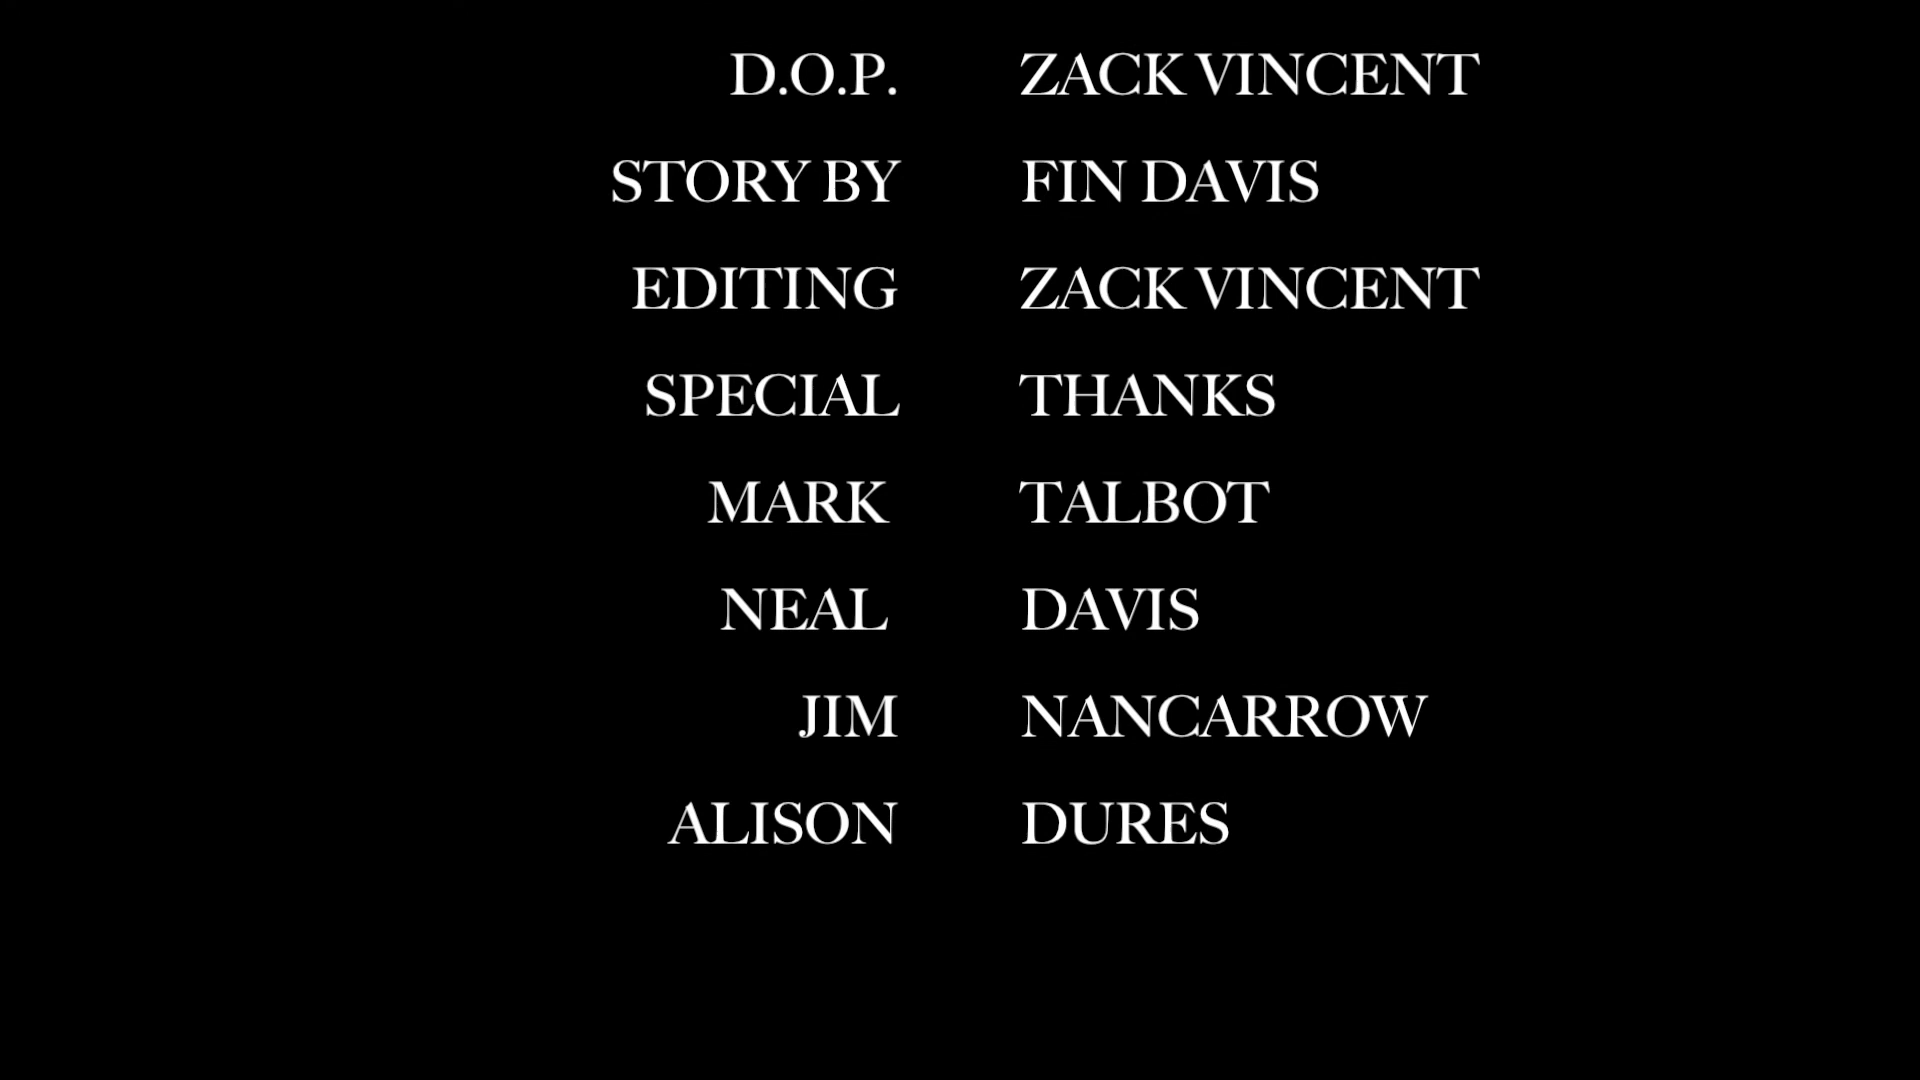 D.O.P. ZACK VINCENT
STORY BY FIN DAVIS
EDITING ZACK VINCENT
SPECIAL THANKS
MARK TALBOT
NEAL DAVIS
JIM NANCARROW
ALISON DURES